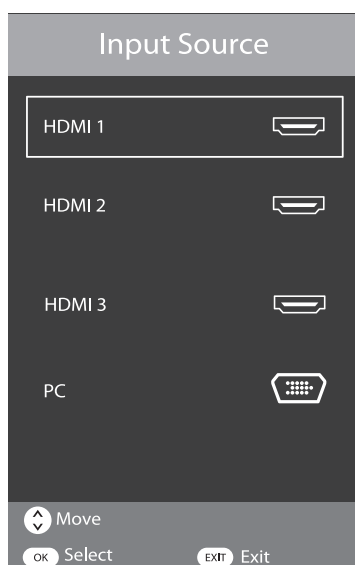 Input Source
HDMI 1
HDMI 2
HDMI 3
PC
Move
OK Select EXIT Exit